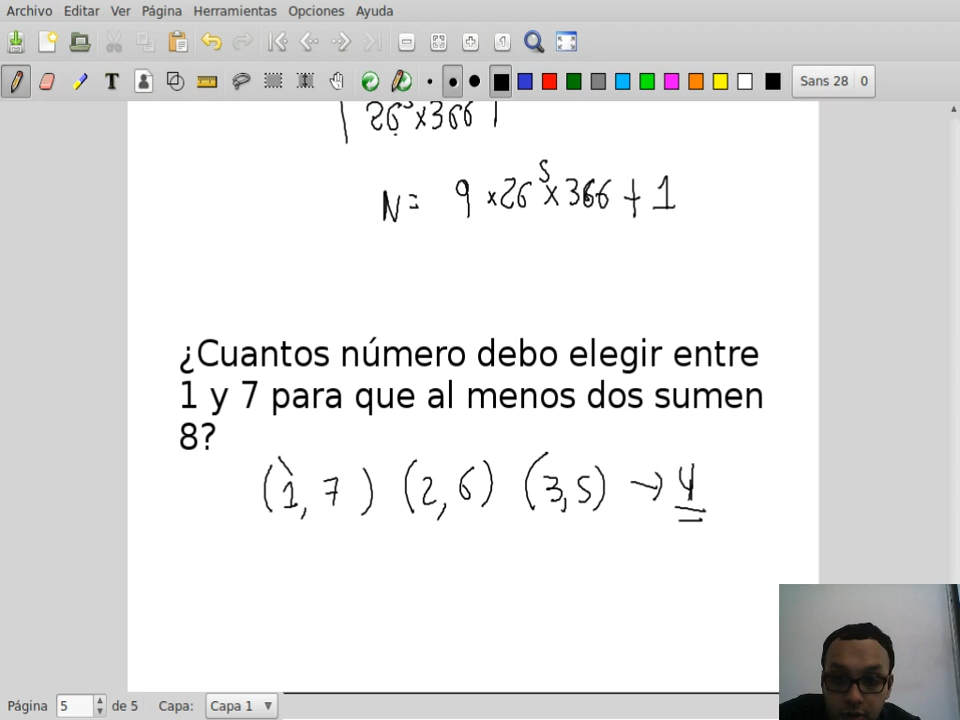 Archivo Editar Ver Página Herramientas Opciones Ayuda
T Sans 28 0
26⁵×366
N= 9 ×26⁵×366 + 1
¿Cuantos número debo elegir entre
1 y 7 para que al menos dos sumen
8?
(1, 7) (2, 6) (3, 5) → 4
Página 5 de 5 Capa: Capa 1